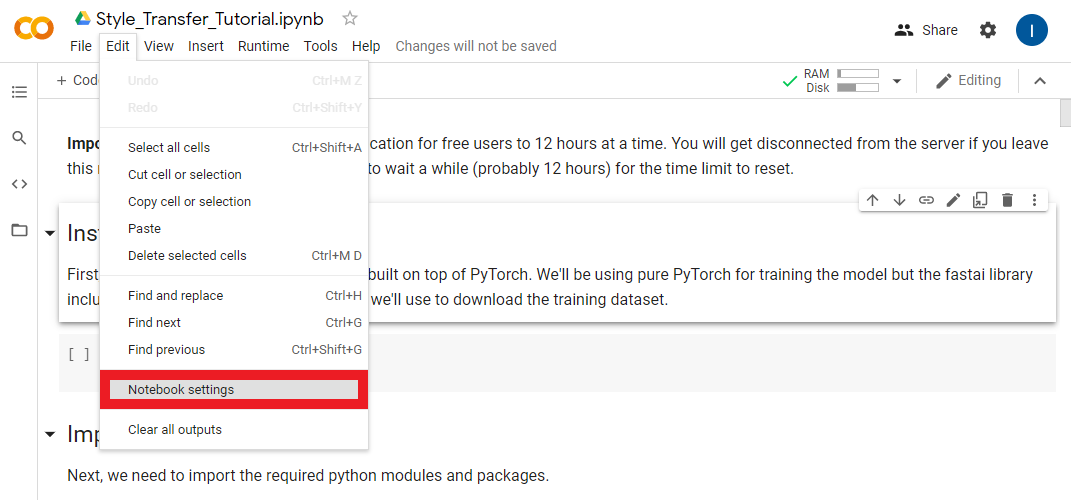 Style_Transfer_Tutorial.ipynb
File Edit View Insert Runtime Tools Help Changes will not be saved
Share
I
+ Cod
RAM
Disk
Editing
Undo Ctrl+M Z
Redo Ctrl+Shift+Y
Select all cells Ctrl+Shift+A
Cut cell or selection
Copy cell or selection
Paste
Delete selected cells Ctrl+M D
Find and replace Ctrl+H
Find next Ctrl+G
Find previous Ctrl+Shift+G
Notebook settings
Clear all outputs
Impo cation for free users to 12 hours at a time. You will get disconnected from the server if you leave
this to wait a while (probably 12 hours) for the time limit to reset.
Ins
First built on top of PyTorch. We'll be using pure PyTorch for training the model but the fastai library
inclu we'll use to download the training dataset.
[ ]
Imp
Next, we need to import the required python modules and packages.